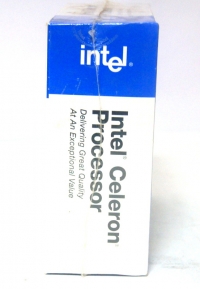 intel®
Intel® Celeron®
Processor
Delivering Great Quality
At An Exceptional Value